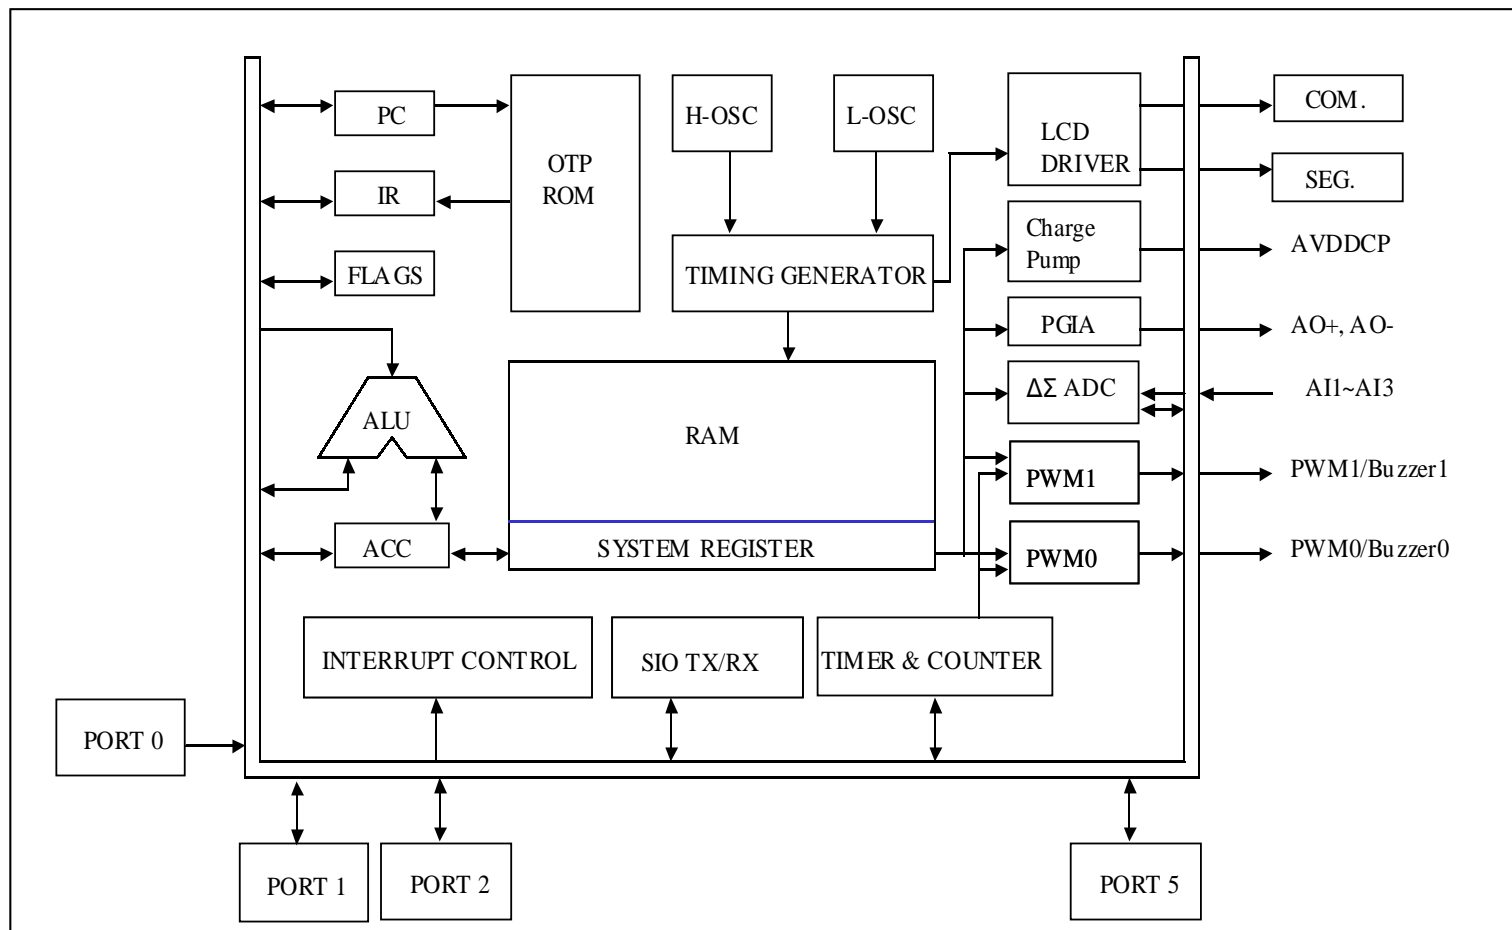 PC
IR
FLAGS
OTP
ROM
H-OSC
L-OSC
TIMING GENERATOR
LCD
DRIVER
COM.
SEG.
Charge
Pump
AVDDCP
PGIA
AO+, AO-
ΔΣ ADC
AI1~AI3
ALU
RAM
PWM1
PWM1/Buzzer1
ACC
SYSTEM REGISTER
PWM0
PWM0/Buzzer0
INTERRUPT CONTROL
SIO TX/RX
TIMER & COUNTER
PORT 0
PORT 1
PORT 2
PORT 5